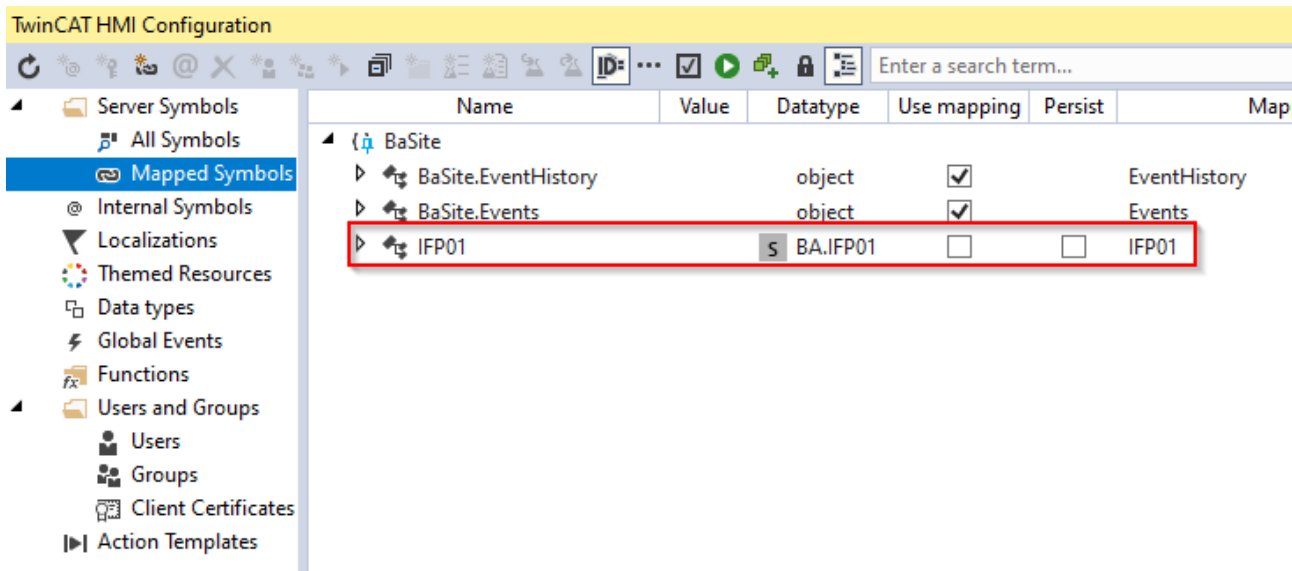 TwinCAT HMI Configuration
ID= Enter a search term...
Server Symbols
All Symbols
Mapped Symbols
Internal Symbols
Localizations
Themed Resources
Data types
Global Events
Functions
Users and Groups
Users
Groups
Client Certificates
Action Templates
Name Value Datatype Use mapping Persist Map
BaSite
BaSite.EventHistory object EventHistory
BaSite.Events object Events
IFP01 S BA.IFP01 IFP01